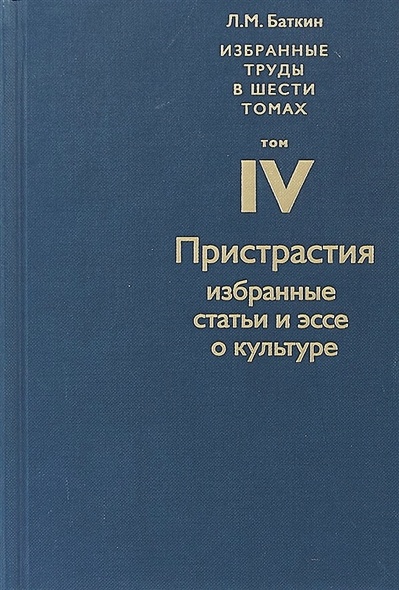 Л.М. Баткин
ИЗБРАННЫЕ
ТРУДЫ
В ШЕСТИ
ТОМАХ
ТОМ
IV
Пристрастия
избранные
статьи и эссе
о культуре